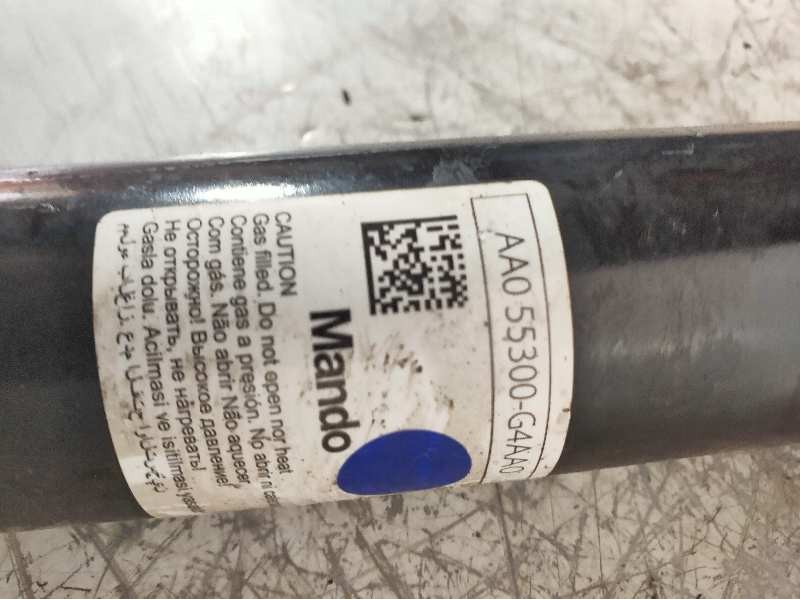 AA0 55300-G4AA0
Mando
CAUTION
Gas filled. Do not open nor heat
Contiene gas a presión. No abrir ni
Com gás. Não abrir Não aquecer
Осторожно! Высокое давление!
Не открывать, не нагревать!
Gasla dolu. Acilmasi ve isitilmasi